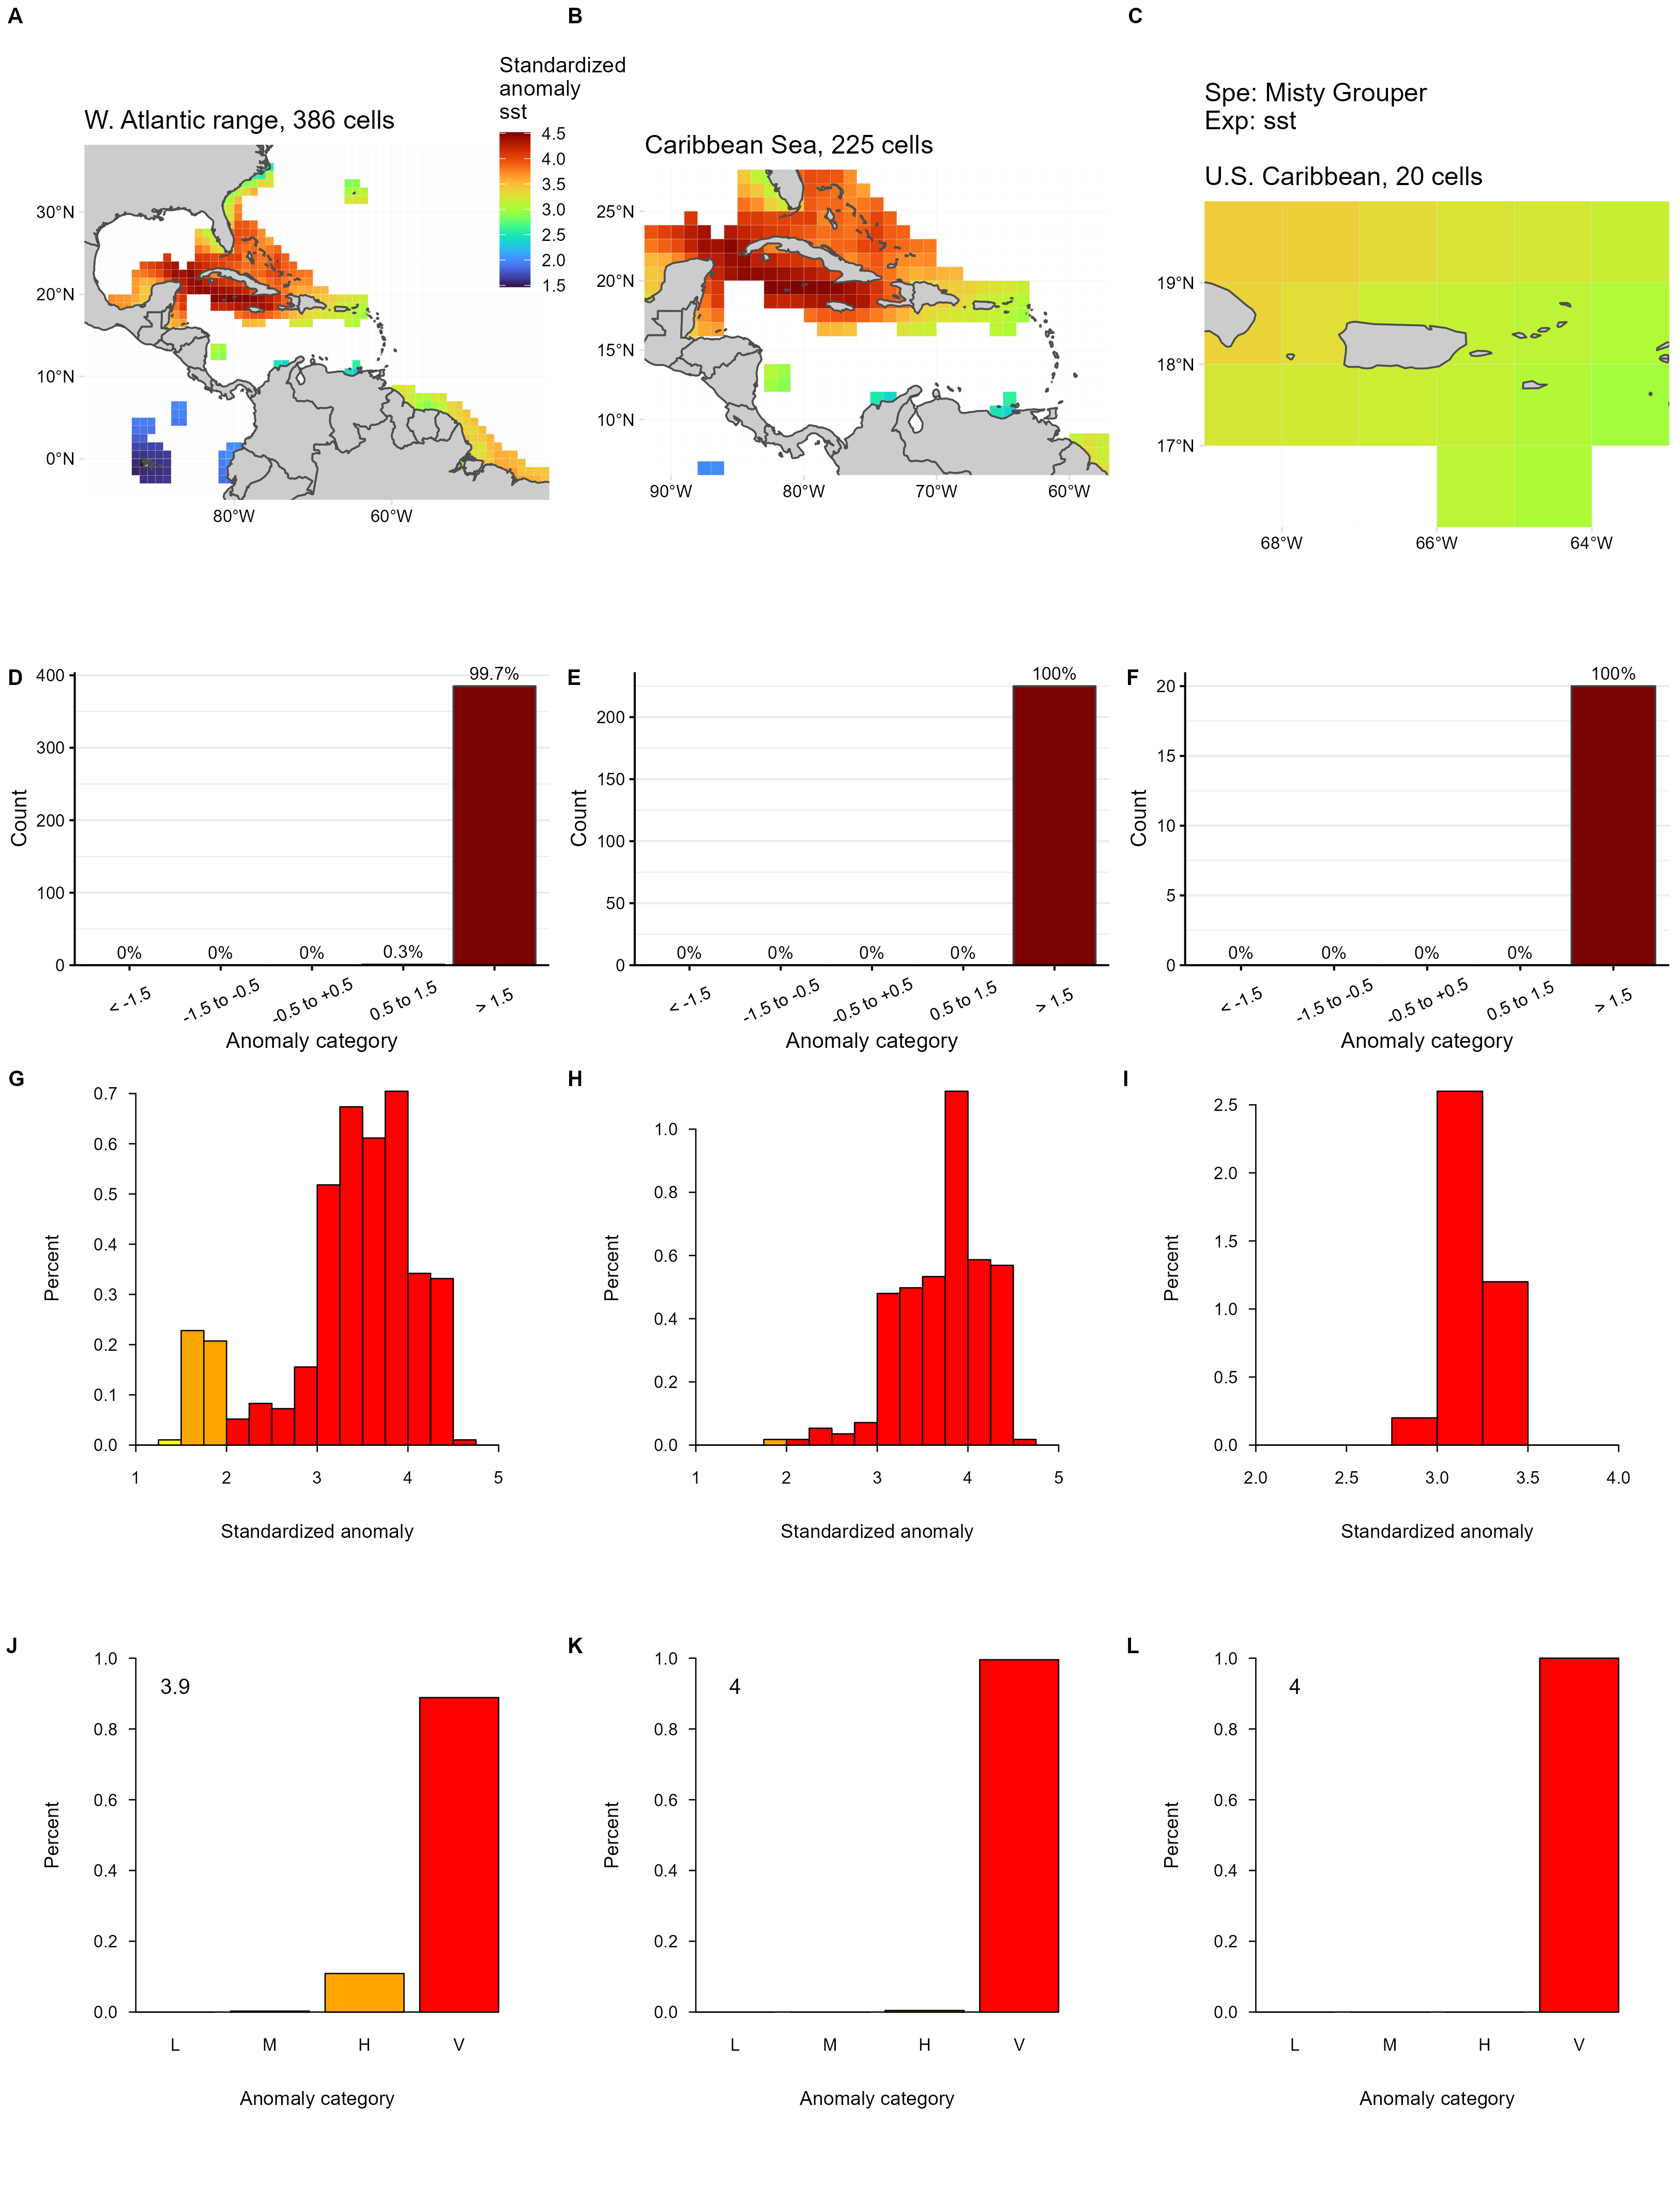 A
B
C
Standardized
anomaly
sst
4.5
4.0
3.5
3.0
2.5
2.0
1.5
W. Atlantic range, 386 cells
30°N
20°N
10°N
0°N
80°W
60°W
Caribbean Sea, 225 cells
25°N
20°N
15°N
10°N
90°W
80°W
70°W
60°W
Spe: Misty Grouper
Exp: sst
U.S. Caribbean, 20 cells
19°N
18°N
17°N
68°W
66°W
64°W
D
400
300
200
100
0
Count
0%
0%
0%
0.3%
99.7%
< -1.5
-1.5 to -0.5
-0.5 to +0.5
0.5 to 1.5
> 1.5
Anomaly category
E
200
150
100
50
0
Count
0%
0%
0%
0%
100%
< -1.5
-1.5 to -0.5
-0.5 to +0.5
0.5 to 1.5
> 1.5
Anomaly category
F
20
15
10
5
0
Count
0%
0%
0%
0%
100%
< -1.5
-1.5 to -0.5
-0.5 to +0.5
0.5 to 1.5
> 1.5
Anomaly category
G
0.7
0.6
0.5
0.4
0.3
0.2
0.1
0.0
Percent
1
2
3
4
5
Standardized anomaly
H
1.0
0.8
0.6
0.4
0.2
0.0
Percent
1
2
3
4
5
Standardized anomaly
I
2.5
2.0
1.5
1.0
0.5
0.0
Percent
2.0
2.5
3.0
3.5
4.0
Standardized anomaly
J
3.9
1.0
0.8
0.6
0.4
0.2
0.0
Percent
L
M
H
V
Anomaly category
K
4
1.0
0.8
0.6
0.4
0.2
0.0
Percent
L
M
H
V
Anomaly category
L
4
1.0
0.8
0.6
0.4
0.2
0.0
Percent
L
M
H
V
Anomaly category